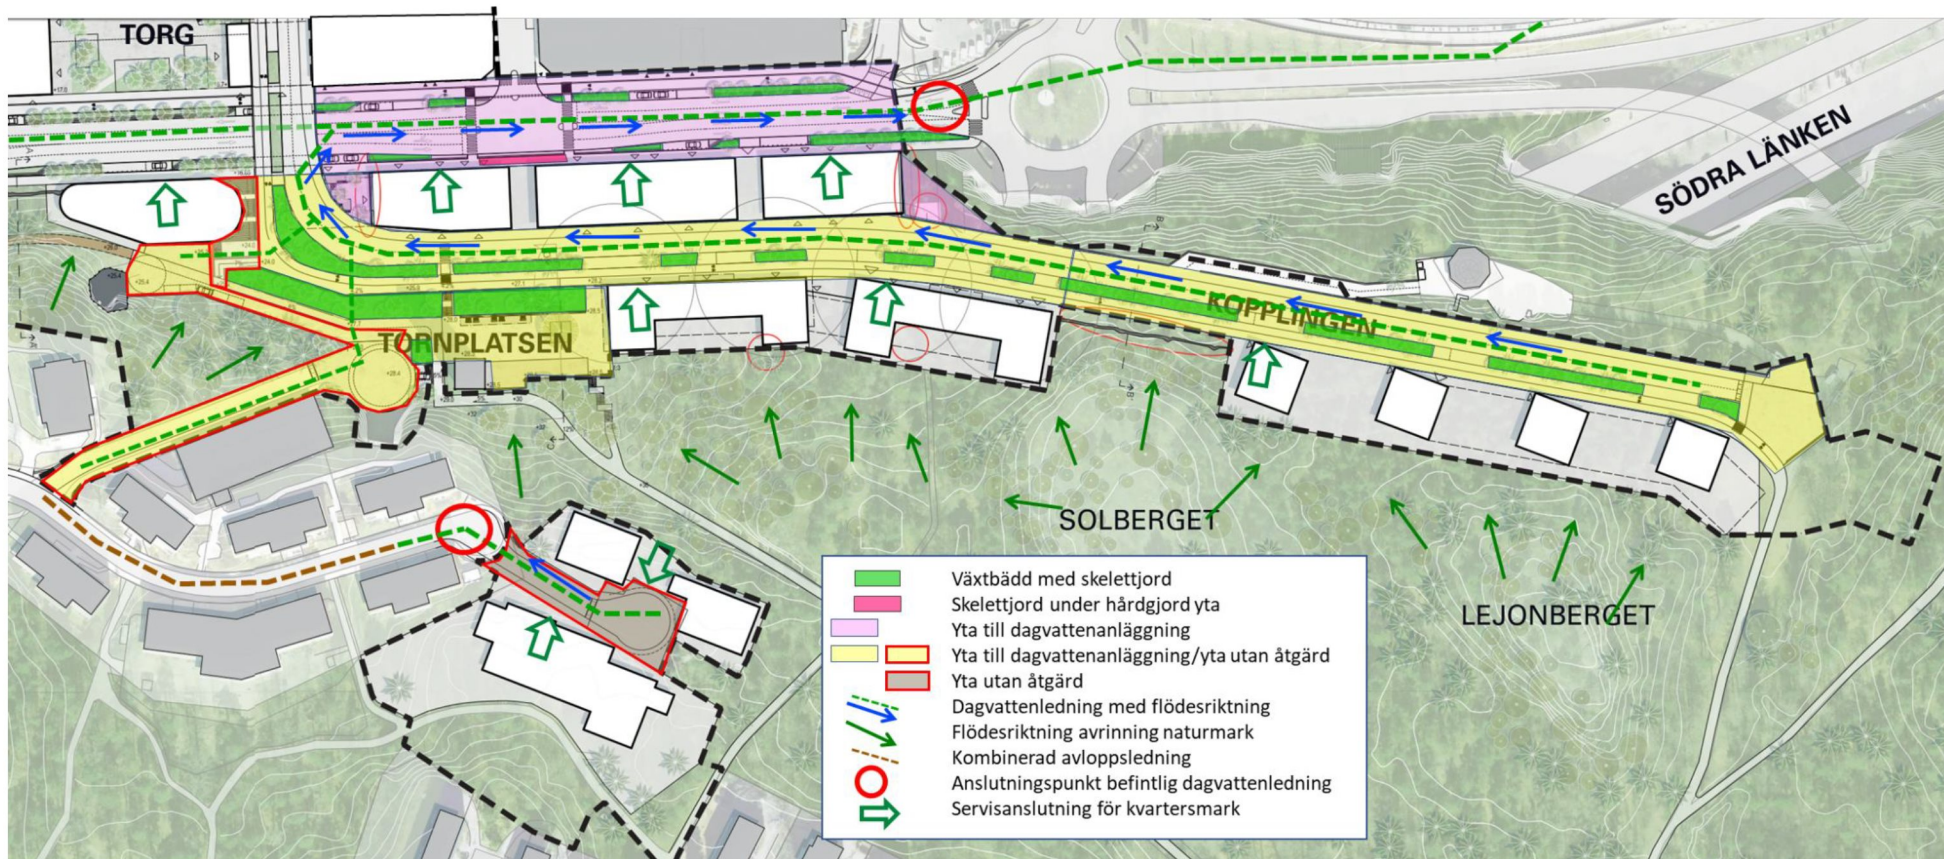 TORG
SÖDRA LÄNKEN
KOPPLINGEN
TORNPLATSEN
SOLBERGET
LEJONBERGET
Växtbädd med skelettjord
Skelettjord under hårdgjord yta
Yta till dagvattenanläggning
Yta till dagvattenanläggning/yta utan åtgärd
Yta utan åtgärd
Dagvattenledning med flödesriktning
Flödesriktning avrinning naturmark
Kombinerad avloppsledning
Anslutningspunkt befintlig dagvattenledning
Servisanslutning för kvartersmark